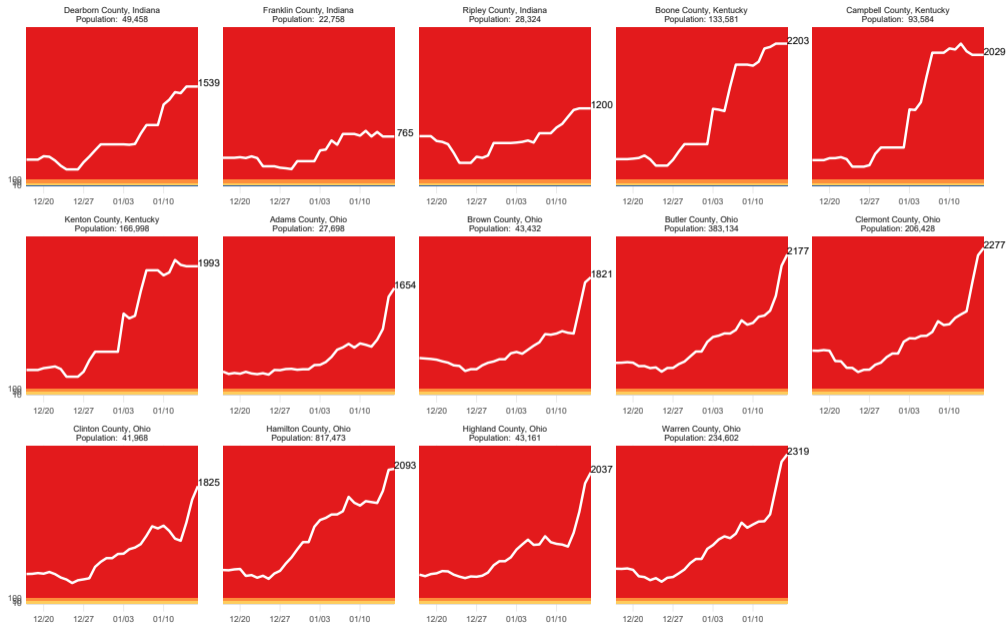 Dearborn County, Indiana
Population: 49,458
Franklin County, Indiana
Population: 22,758
Ripley County, Indiana
Population: 28,324
Boone County, Kentucky
Population: 133,581
Campbell County, Kentucky
Population: 93,584
1539
765
1200
2203
2029
100
10
12/20 12/27 01/03 01/10
12/20 12/27 01/03 01/10
12/20 12/27 01/03 01/10
12/20 12/27 01/03 01/10
12/20 12/27 01/03 01/10
Kenton County, Kentucky
Population: 166,998
Adams County, Ohio
Population: 27,698
Brown County, Ohio
Population: 43,432
Butler County, Ohio
Population: 383,134
Clermont County, Ohio
Population: 206,428
1993
1654
1821
2177
2277
100
10
12/20 12/27 01/03 01/10
12/20 12/27 01/03 01/10
12/20 12/27 01/03 01/10
12/20 12/27 01/03 01/10
12/20 12/27 01/03 01/10
Clinton County, Ohio
Population: 41,968
Hamilton County, Ohio
Population: 817,473
Highland County, Ohio
Population: 43,161
Warren County, Ohio
Population: 234,602
1825
2093
2037
2319
100
10
12/20 12/27 01/03 01/10
12/20 12/27 01/03 01/10
12/20 12/27 01/03 01/10
12/20 12/27 01/03 01/10